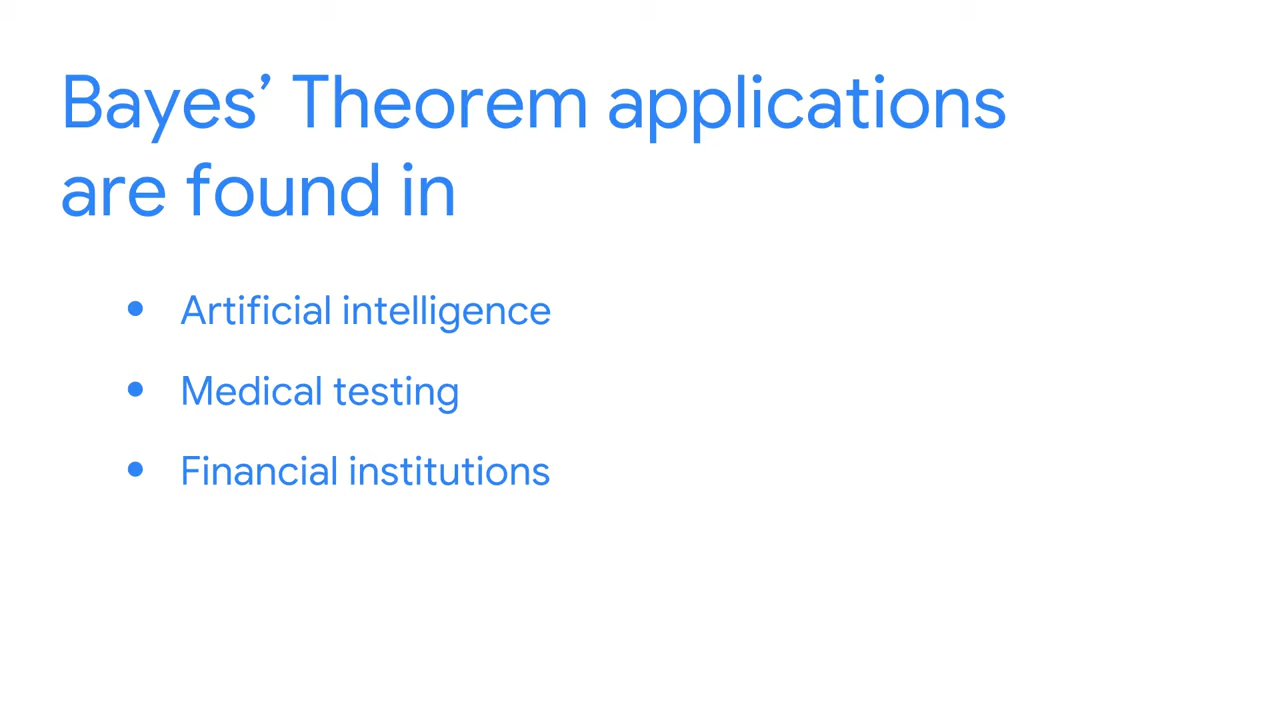 Bayes’ Theorem applications
are found in
● Artificial intelligence
● Medical testing
● Financial institutions